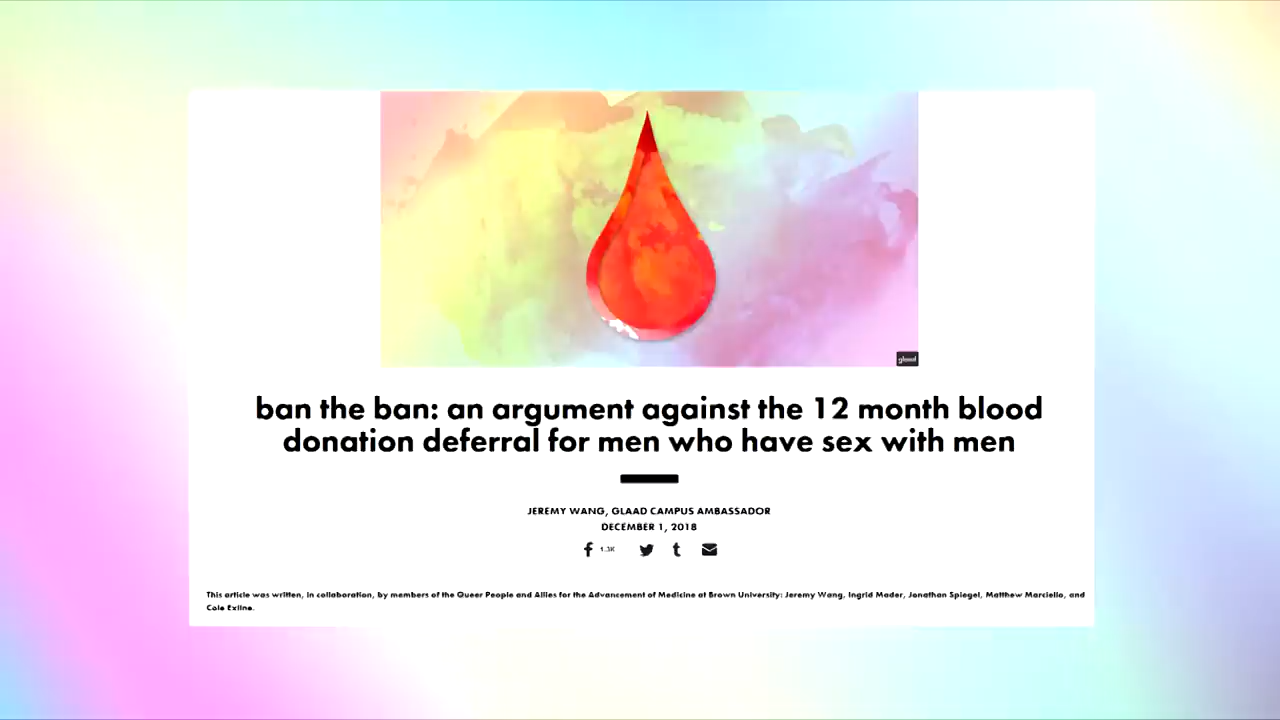 glaad
ban the ban: an argument against the 12 month blood
donation deferral for men who have sex with men
JEREMY WANG, GLAAD CAMPUS AMBASSADOR
DECEMBER 1, 2018
1.3K
This article was written, in collaboration, by members of the Queer People and Allies for the Advancement of Medicine at Brown University: Jeremy Wang, Ingrid Mader, Jonathan Spiegel, Matthew Marciello, and
Cole Exline.